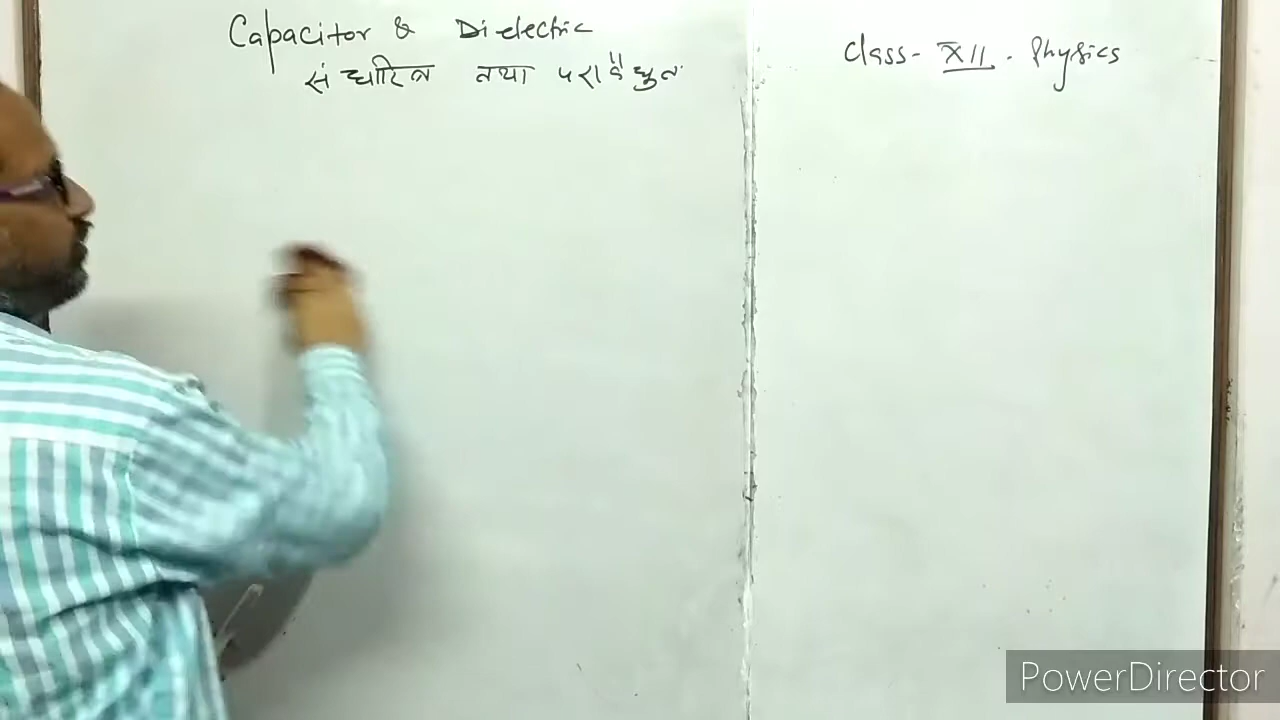 Capacitor & Dielectric
संधारित्र तथा परावैधुत
Class- XII . Physics
PowerDirector